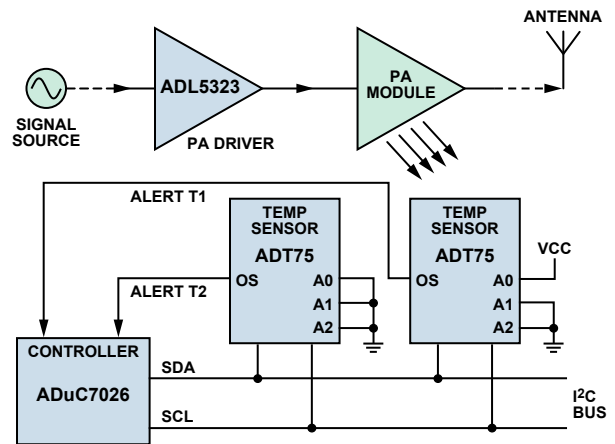 ANTENNA
ADL5323
PA
MODULE
SIGNAL
SOURCE
PA DRIVER
ALERT T1
TEMP
SENSOR
ADT75
OS
A0
A1
A2
TEMP
SENSOR
ADT75
OS
A0
A1
A2
VCC
ALERT T2
CONTROLLER
ADuC7026
SDA
SCL
I²C
BUS